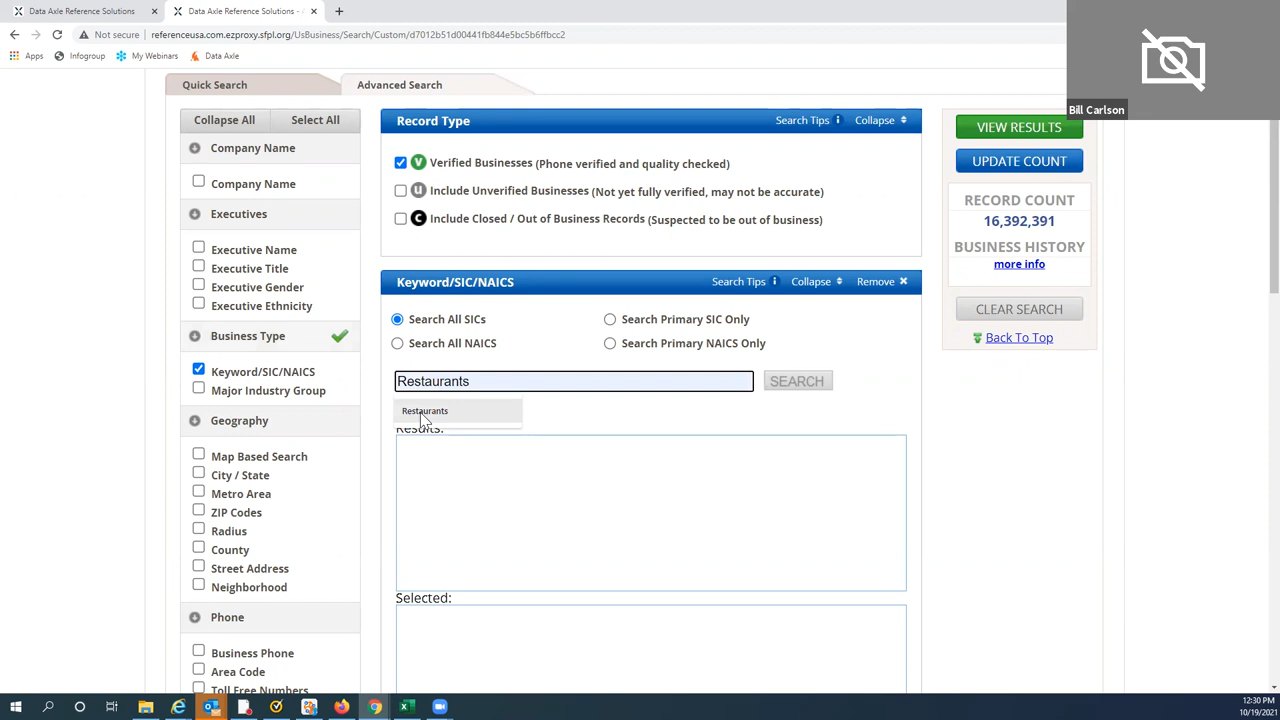 Data Axle Reference Solutions
Data Axle Reference Solutions - A
Not secure
referenceusa.com.ezproxy.sfpl.org/UsBusiness/Search/Custom/d7012b51d00441fb844e5bc5b6ffbcc2
Apps
Infogroup
My Webinars
Data Axle
Bill Carlson
Quick Search
Advanced Search
Collapse All
Select All
Company Name
Company Name
Executives
Executive Name
Executive Title
Executive Gender
Executive Ethnicity
Business Type
Keyword/SIC/NAICS
Major Industry Group
Geography
Map Based Search
City / State
Metro Area
ZIP Codes
Radius
County
Street Address
Neighborhood
Phone
Business Phone
Area Code
Toll Free Numbers
Record Type
Search Tips
Collapse
V Verified Businesses (Phone verified and quality checked)
U Include Unverified Businesses (Not yet fully verified, may not be accurate)
C Include Closed / Out of Business Records (Suspected to be out of business)
Keyword/SIC/NAICS
Search Tips
Collapse
Remove
Search All SICs
Search Primary SIC Only
Search All NAICS
Search Primary NAICS Only
Restaurants
SEARCH
Restaurants
Results:
Selected:
VIEW RESULTS
UPDATE COUNT
RECORD COUNT
16,392,391
BUSINESS HISTORY
more info
CLEAR SEARCH
Back To Top
12:30 PM
10/19/2021